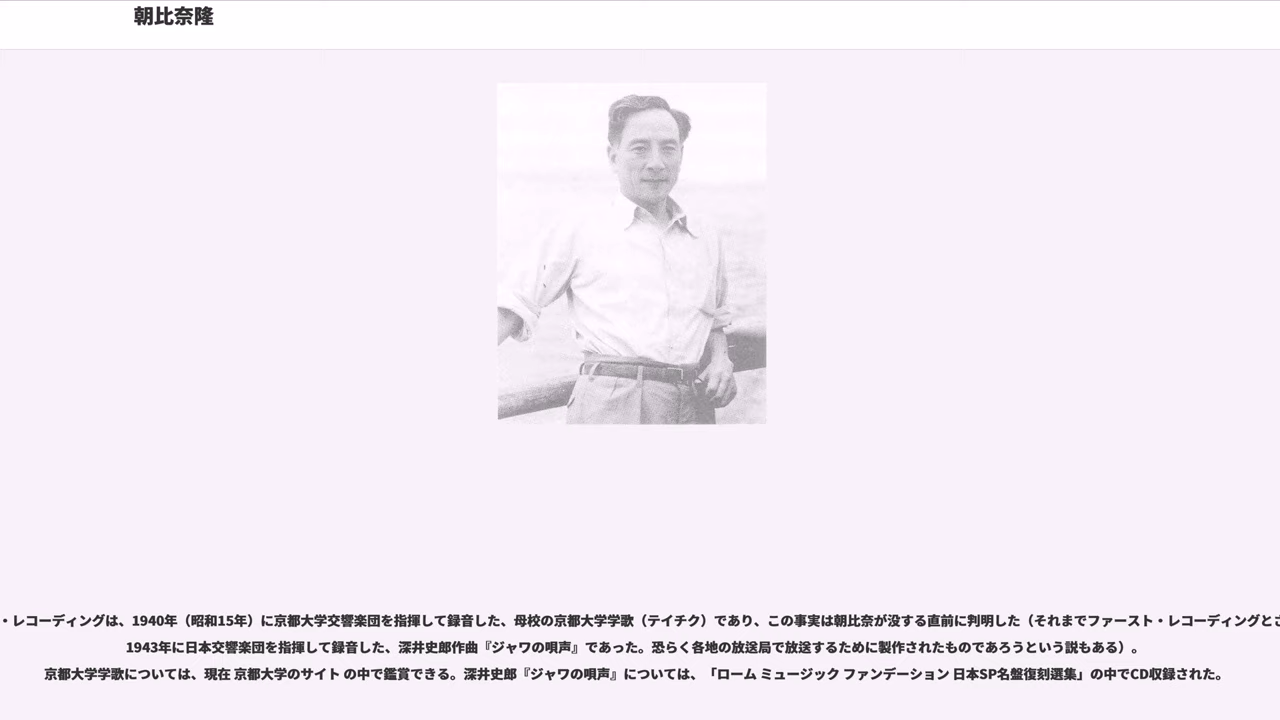 朝比奈隆
・レコーディングは、1940年（昭和15年）に京都大学交響楽団を指揮して録音した、母校の京都大学学歌（テイチク）であり、この事実は朝比奈が没する直前に判明した（それまでファースト・レコーディングとさ
1943年に日本交響楽団を指揮して録音した、深井史郎作曲『ジャワの唄声』であった。恐らく各地の放送局で放送するために製作されたものであろうという説もある）。
京都大学学歌については、現在 京都大学のサイト の中で鑑賞できる。深井史郎『ジャワの唄声』については、「ローム ミュージック ファンデーション 日本SP名盤復刻選集」の中でCD収録された。